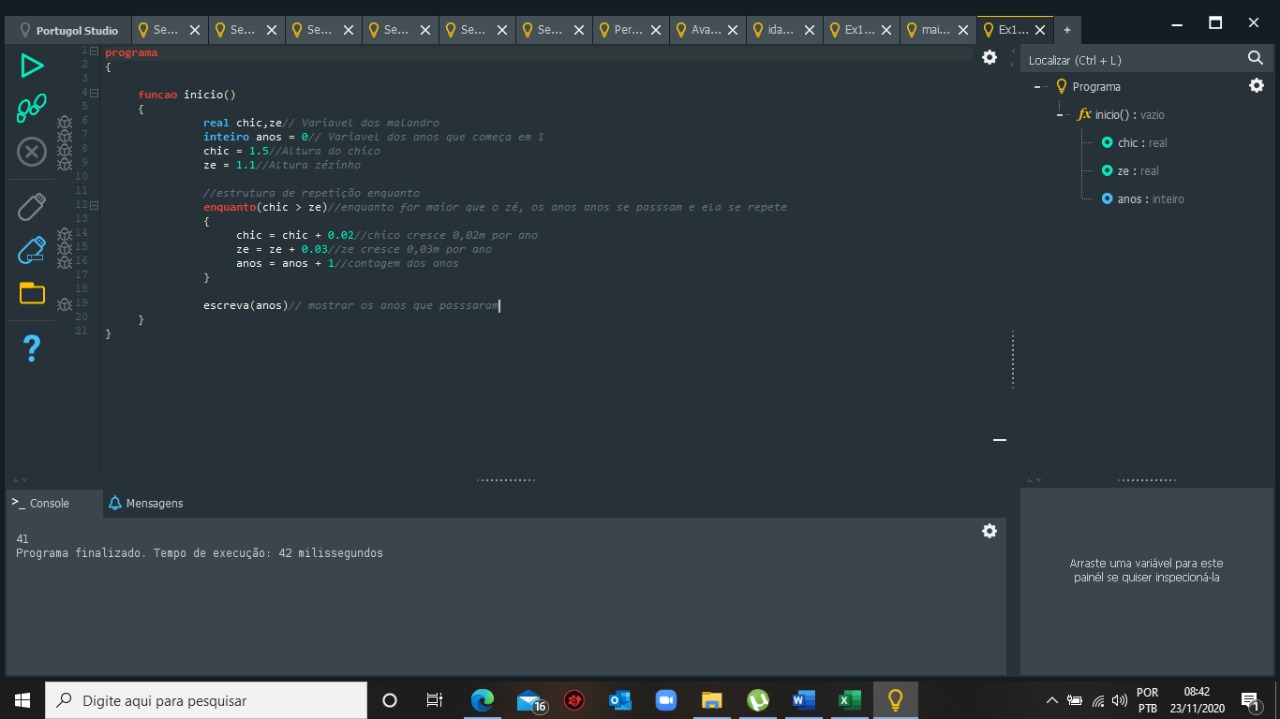 Portugol Studio
Se...
Se...
Se...
Se...
Se...
Se...
Per...
Ava...
ida...
Ex1...
mai...
Ex1...
+
1 programa
2 {
3
4 funcao inicio()
5 {
6 real chic,ze// Variavel dos malandro
7 inteiro anos = 0// Variavel dos anos que começa em 1
8 chic = 1.5//Altura do chico
9 ze = 1.1//Altura zézinho
10
11 //estrutura de repetição enquanto
12 enquanto(chic > ze)//enquanto for maior que o zé, os anos anos se passsam e ela se repete
13 {
14 chic = chic + 0.02//chico cresce 0,02m por ano
15 ze = ze + 0.03//ze cresce 0,03m por ano
16 anos = anos + 1//contagem dos anos
17 }
18
19 escreva(anos)// mostrar os anos que passsaram
20 }
21 }
Localizar (Ctrl + L)
Programa
fx inicio() : vazio
chic : real
ze : real
anos : inteiro
>_ Console
Mensagens
41
Programa finalizado. Tempo de execução: 42 milissegundos
Arraste uma variável para este
painél se quiser inspecioná-la
Digite aqui para pesquisar
16
POR
PTB
08:42
23/11/2020
1